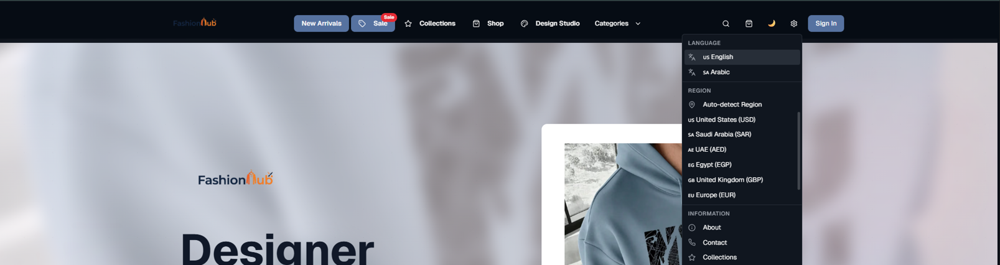 FashionHub
New Arrivals
Sale
Sale
Collections
Shop
Design Studio
Categories
Sign In
LANGUAGE
US English
SA Arabic
REGION
Auto-detect Region
US United States (USD)
SA Saudi Arabia (SAR)
AE UAE (AED)
EG Egypt (EGP)
GB United Kingdom (GBP)
EU Europe (EUR)
INFORMATION
About
Contact
Collections
FashionHub
Designer